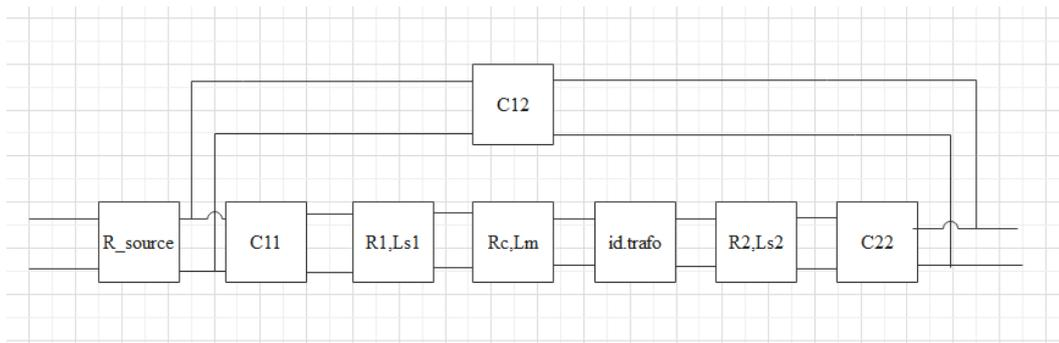 C12
R_source
C11
R1,Ls1
Rc,Lm
id.trafo
R2,Ls2
C22